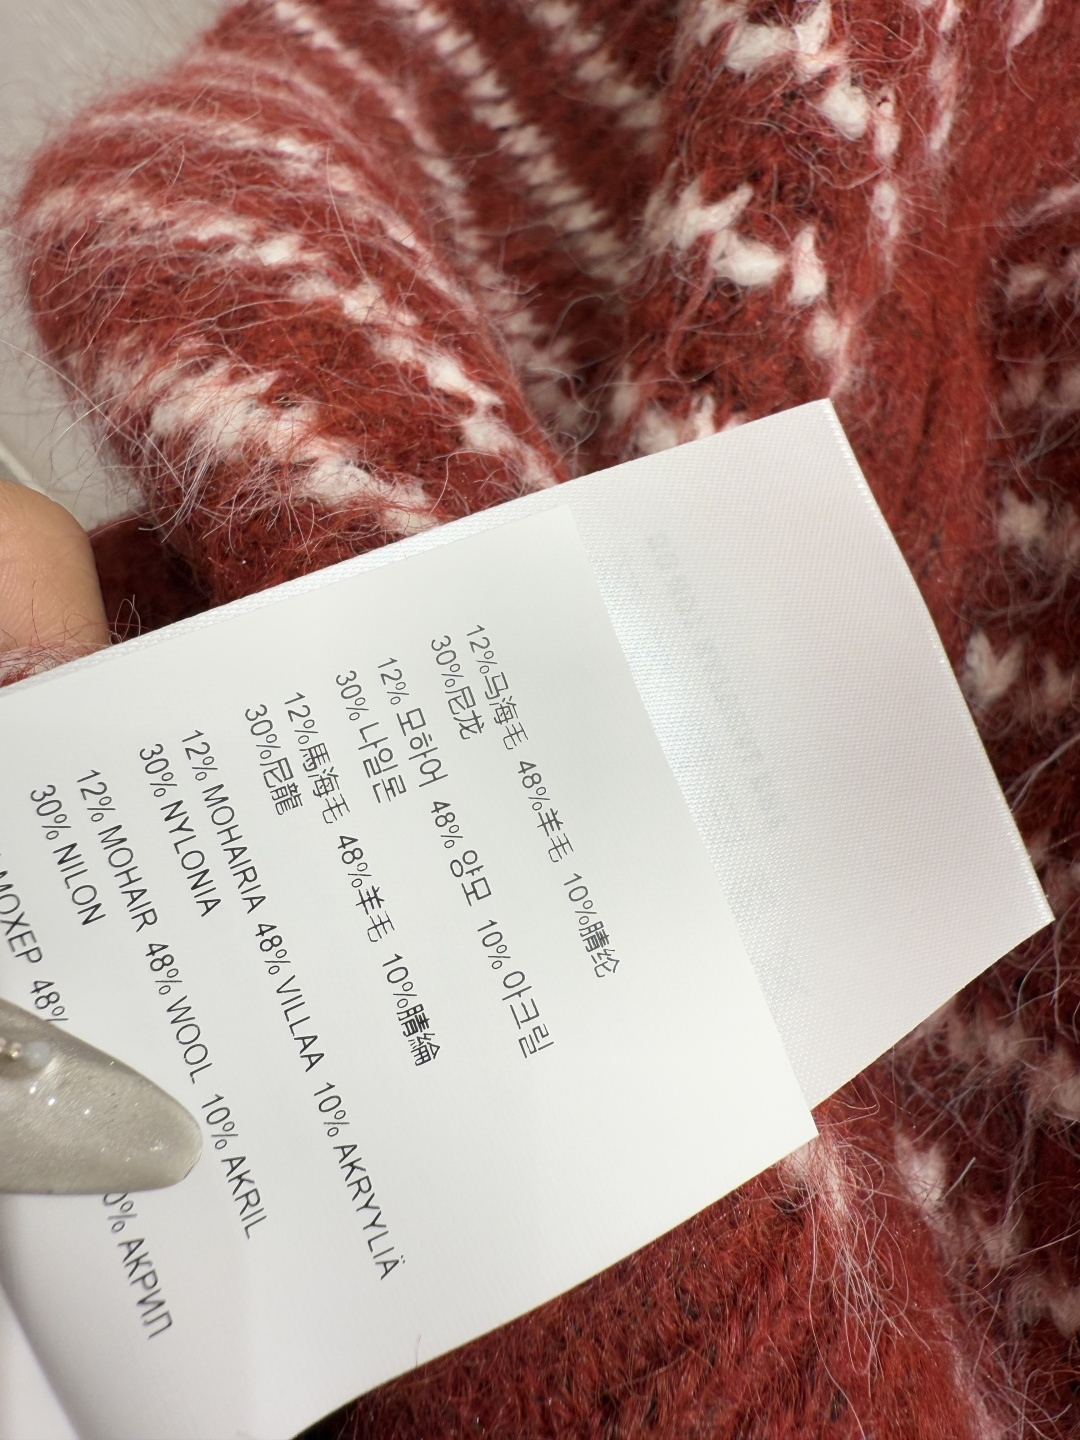 12%马海毛 48%羊毛 10%腈纶
30%尼龙
12% 모하어 48% 양모 10% 아크릴
30% 나일론
12%馬海毛 48%羊毛 10%腈綸
30%尼龍
12% MOHAIRIA 48% VILLAA 10% AKRYYLIÄ
30% NYLONIA
12% MOHAIR 48% WOOL 10% AKRIL
30% NILON
МОХЕР 48% 0% АКРИЛ